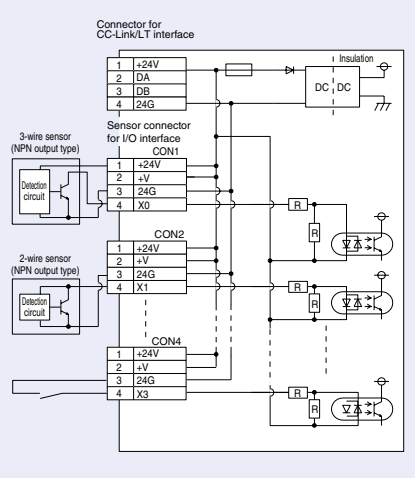 Connector for
CC-Link/LT interface
1 +24V
2 DA
3 DB
4 24G
Insulation
DC DC
Sensor connector
for I/O interface
3-wire sensor
(NPN output type)
Detection
circuit
CON1
1 +24V
2 +V
3 24G
4 X0
R
R
2-wire sensor
(NPN output type)
Detection
circuit
CON2
1 +24V
2 +V
3 24G
4 X1
R
R
CON4
1 +24V
2 +V
3 24G
4 X3
R
R